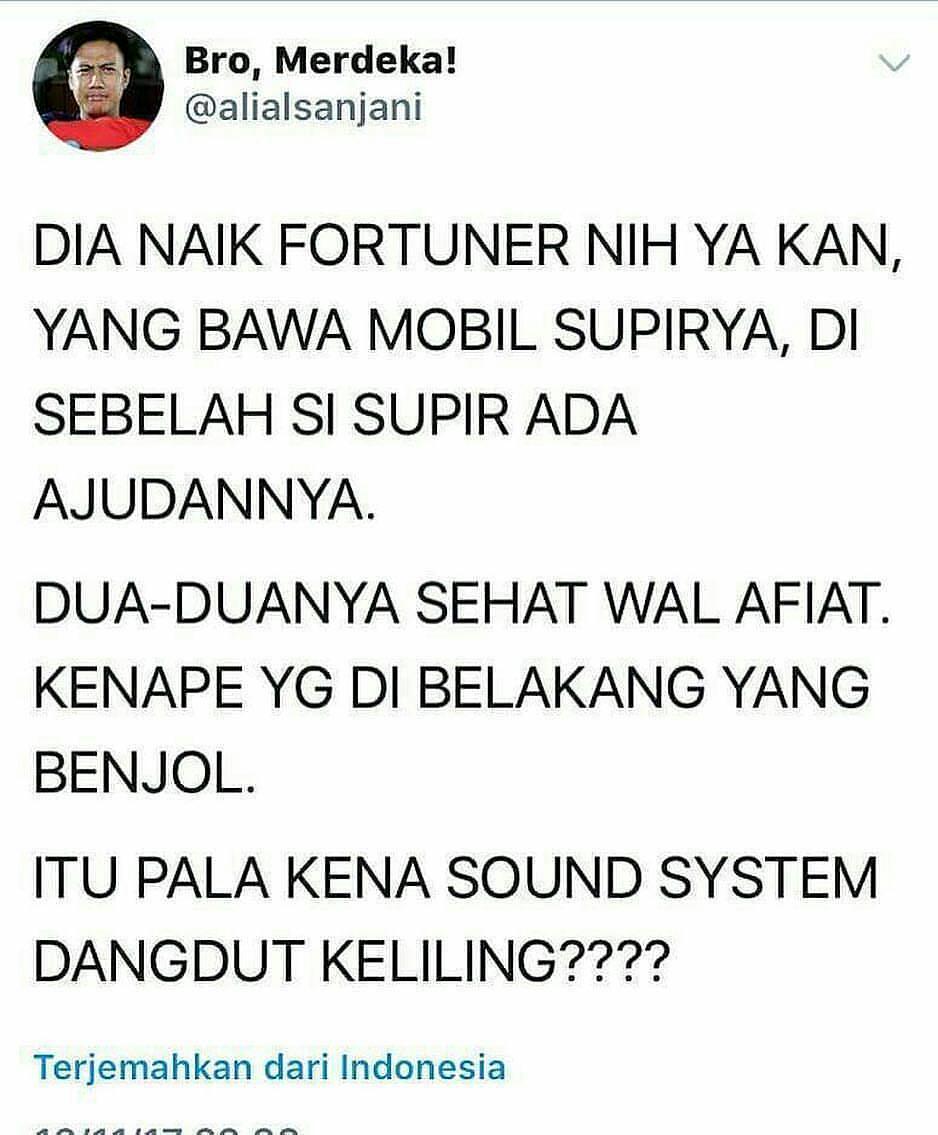 Bro, Merdeka!
@alialsanjani
DIA NAIK FORTUNER NIH YA KAN,
YANG BAWA MOBIL SUPIRYA, DI
SEBELAH SI SUPIR ADA
AJUDANNYA.
DUA-DUANYA SEHAT WAL AFIAT.
KENAPE YG DI BELAKANG YANG
BENJOL.
ITU PALA KENA SOUND SYSTEM
DANGDUT KELILING????
Terjemahkan dari Indonesia